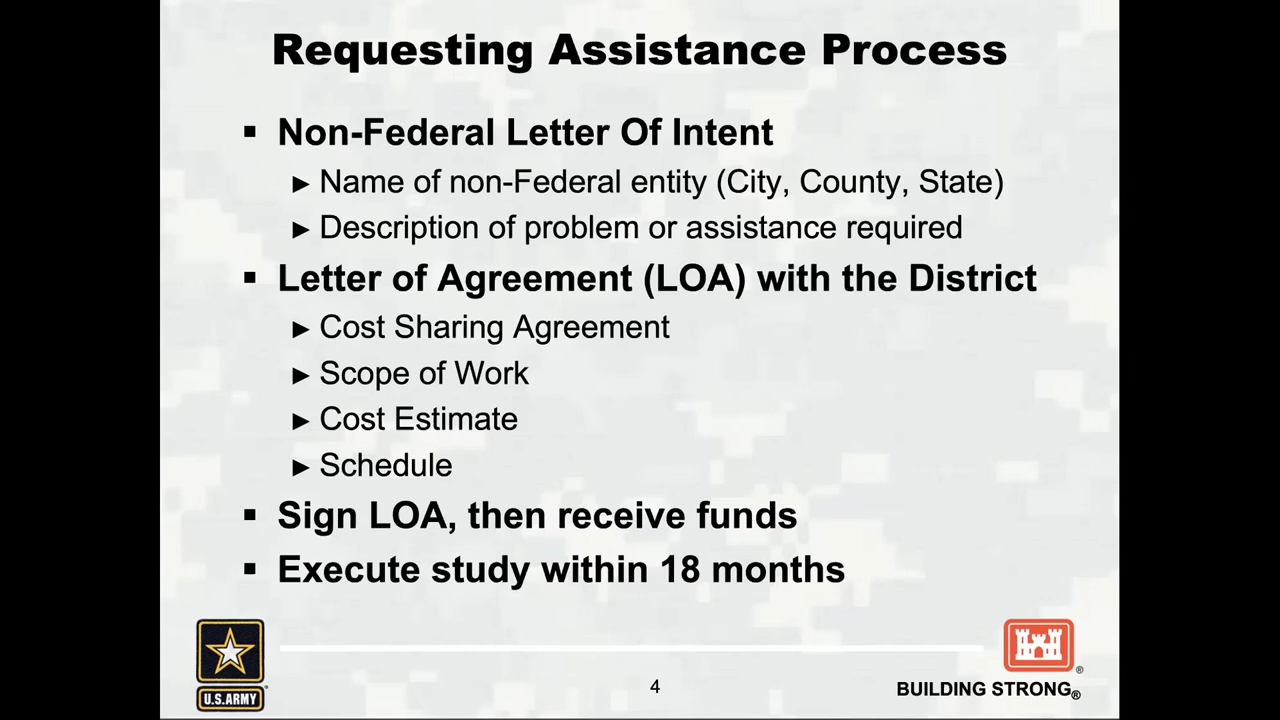 Requesting Assistance Process
▪ Non-Federal Letter Of Intent
► Name of non-Federal entity (City, County, State)
► Description of problem or assistance required
▪ Letter of Agreement (LOA) with the District
► Cost Sharing Agreement
► Scope of Work
► Cost Estimate
► Schedule
▪ Sign LOA, then receive funds
▪ Execute study within 18 months
U.S.ARMY
4
®
BUILDING STRONG®